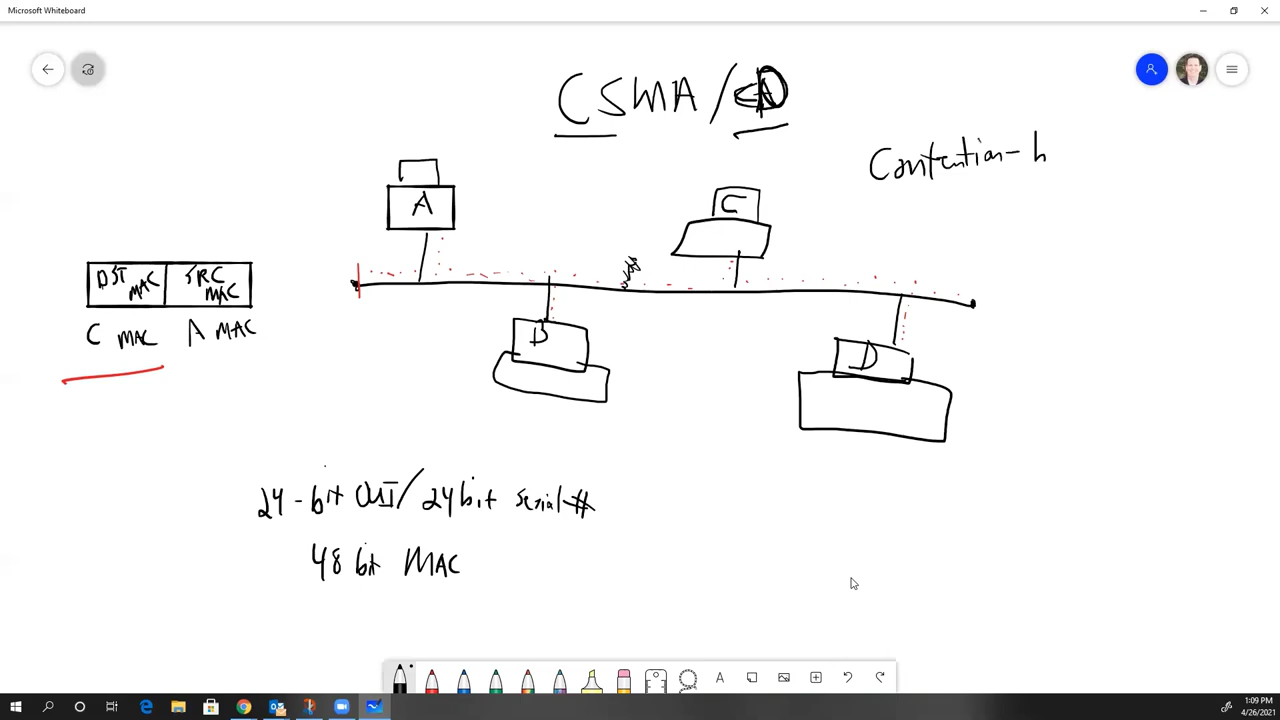 Microsoft Whiteboard
CSMA/CD
Contention-b
A
C
DST MAC
SRC MAC
C MAC
A MAC
B
D
24-bit OUI/24bit serial#
48 bit MAC
A
1:09 PM
4/26/2021